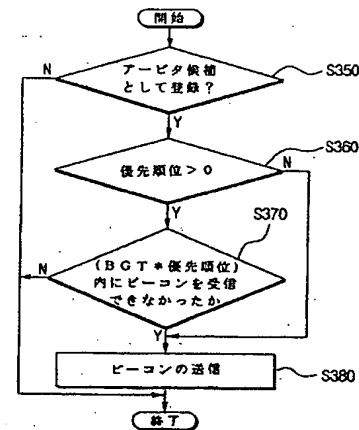 開始
アービタ候補
として登録？
S350
N
Y
優先順位＞0
S360
N
Y
S370
（BGT＊優先順位）
内にビーコンを受信
できなかったか
N
Y
ビーコンの送信
S380
終了